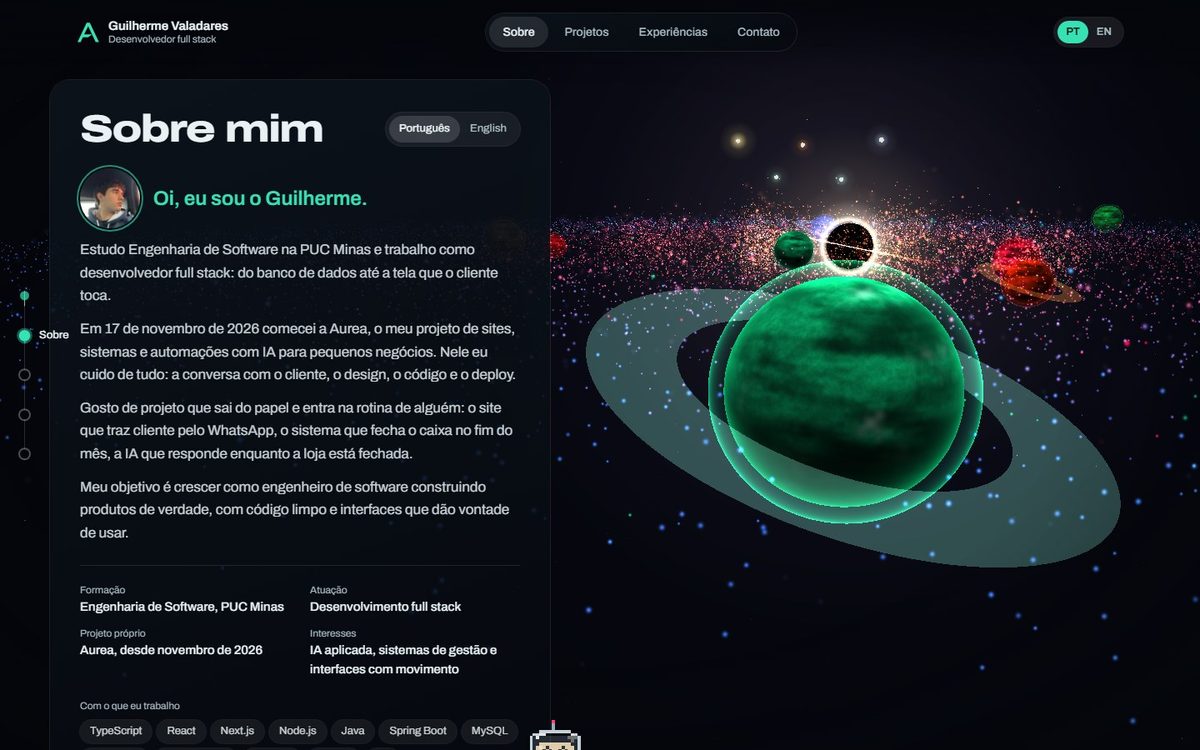 Guilherme Valadares
Desenvolvedor full stack
Sobre
Projetos
Experiências
Contato
PT
EN
Sobre mim
Português
English
Oi, eu sou o Guilherme.
Estudo Engenharia de Software na PUC Minas e trabalho como
desenvolvedor full stack: do banco de dados até a tela que o cliente
toca.
Sobre
Em 17 de novembro de 2026 comecei a Aurea, o meu projeto de sites,
sistemas e automações com IA para pequenos negócios. Nele eu
cuido de tudo: a conversa com o cliente, o design, o código e o deploy.
Gosto de projeto que sai do papel e entra na rotina de alguém: o site
que traz cliente pelo WhatsApp, o sistema que fecha o caixa no fim do
mês, a IA que responde enquanto a loja está fechada.
Meu objetivo é crescer como engenheiro de software construindo
produtos de verdade, com código limpo e interfaces que dão vontade
de usar.
Formação
Engenharia de Software, PUC Minas
Atuação
Desenvolvimento full stack
Projeto próprio
Aurea, desde novembro de 2026
Interesses
IA aplicada, sistemas de gestão e
interfaces com movimento
Com o que eu trabalho
TypeScript
React
Next.js
Node.js
Java
Spring Boot
MySQL